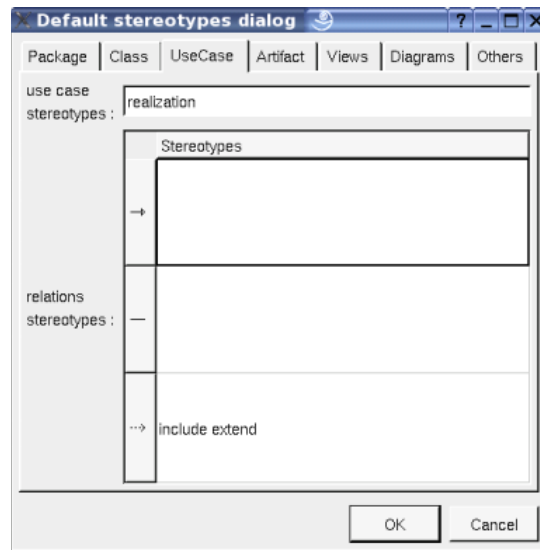 Default stereotypes dialog
Package Class UseCase Artifact Views Diagrams Others
use case
stereotypes :
realization
Stereotypes
relations
stereotypes :
include extend
OK Cancel